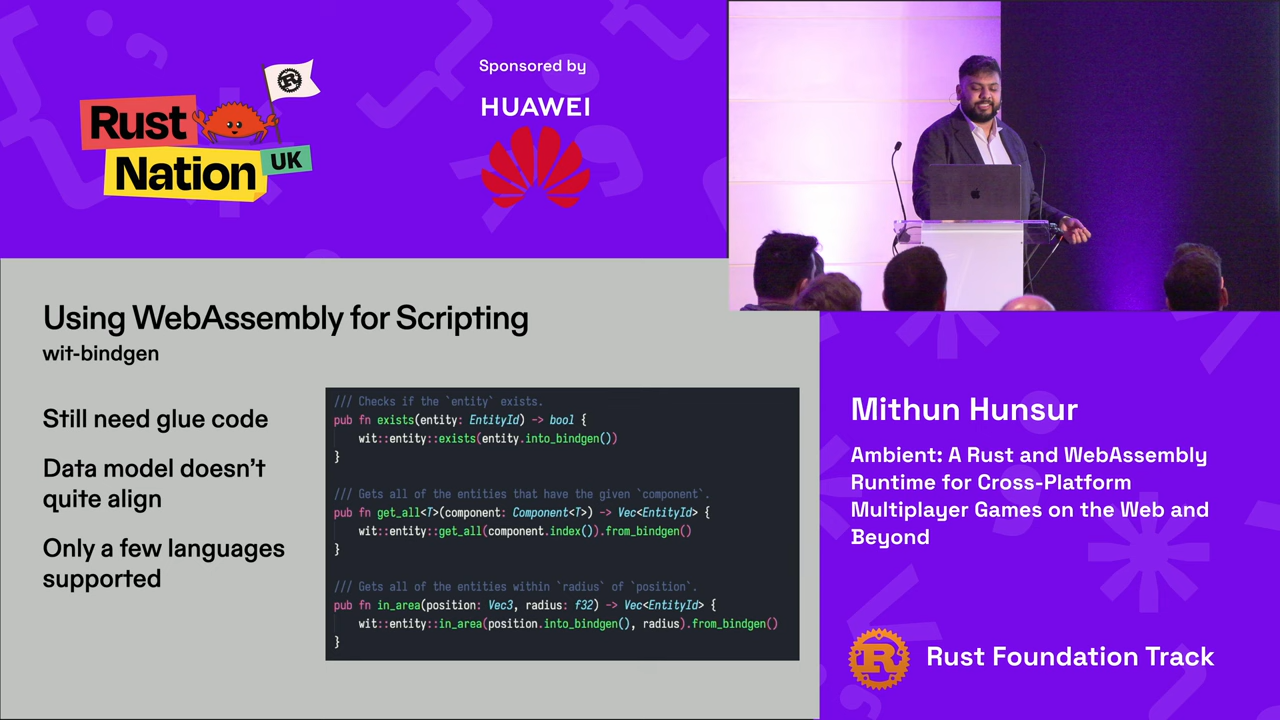 Rust
Nation
UK
Sponsored by
HUAWEI
Using WebAssembly for Scripting
wit-bindgen
Still need glue code
Data model doesn't
quite align
Only a few languages
supported
/// Checks if the `entity` exists.
pub fn exists(entity: EntityId) -> bool {
    wit::entity::exists(entity.into_bindgen())
}
/// Gets all of the entities that have the given `component`.
pub fn get_all<T>(component: Component<T>) -> Vec<EntityId> {
    wit::entity::get_all(component.index()).from_bindgen()
}
/// Gets all of the entities within `radius` of `position`.
pub fn in_area(position: Vec3, radius: f32) -> Vec<EntityId> {
    wit::entity::in_area(position.into_bindgen(), radius).from_bindgen()
}
Mithun Hunsur
Ambient: A Rust and WebAssembly
Runtime for Cross-Platform
Multiplayer Games on the Web and
Beyond
R
Rust Foundation Track